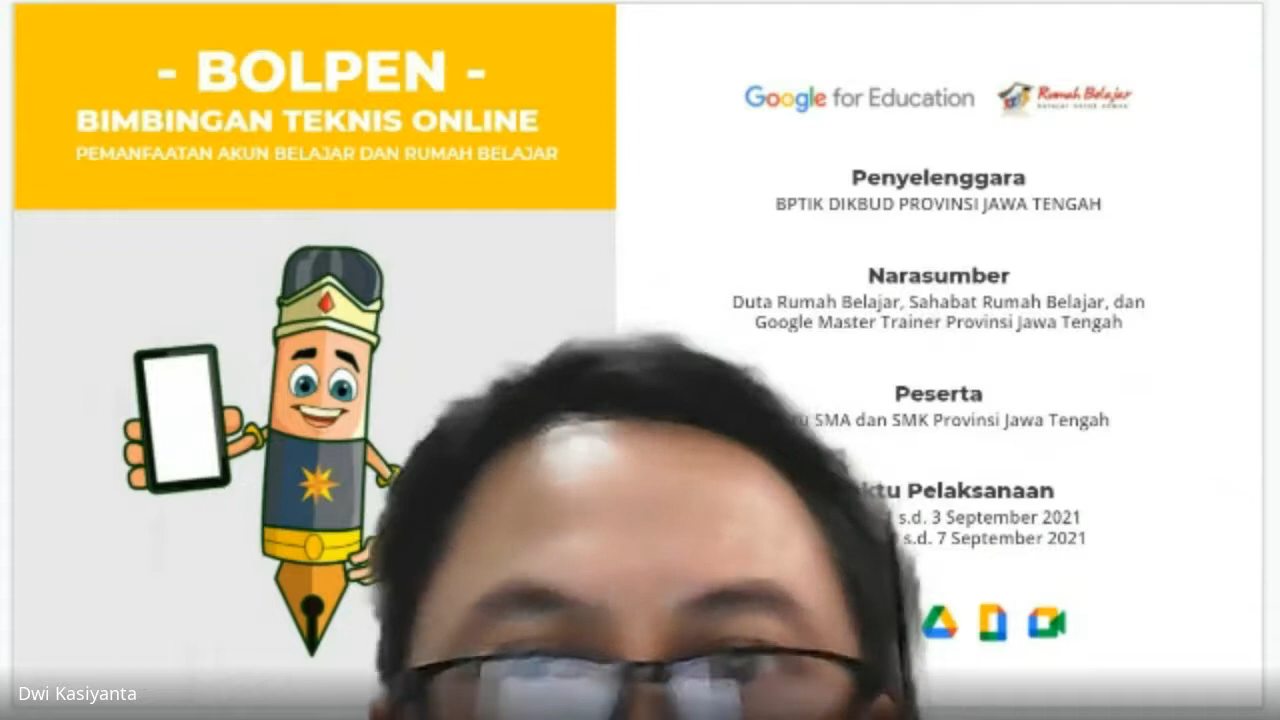 - BOLPEN -
BIMBINGAN TEKNIS ONLINE
PEMANFAATAN AKUN BELAJAR DAN RUMAH BELAJAR
Google for Education
Rumah Belajar
Penyelenggara
BPTIK DIKBUD PROVINSI JAWA TENGAH
Narasumber
Duta Rumah Belajar, Sahabat Rumah Belajar, dan
Google Master Trainer Provinsi Jawa Tengah
Peserta
SMA dan SMK Provinsi Jawa Tengah
Pelaksanaan
s.d. 3 September 2021
s.d. 7 September 2021
Dwi Kasiyanta